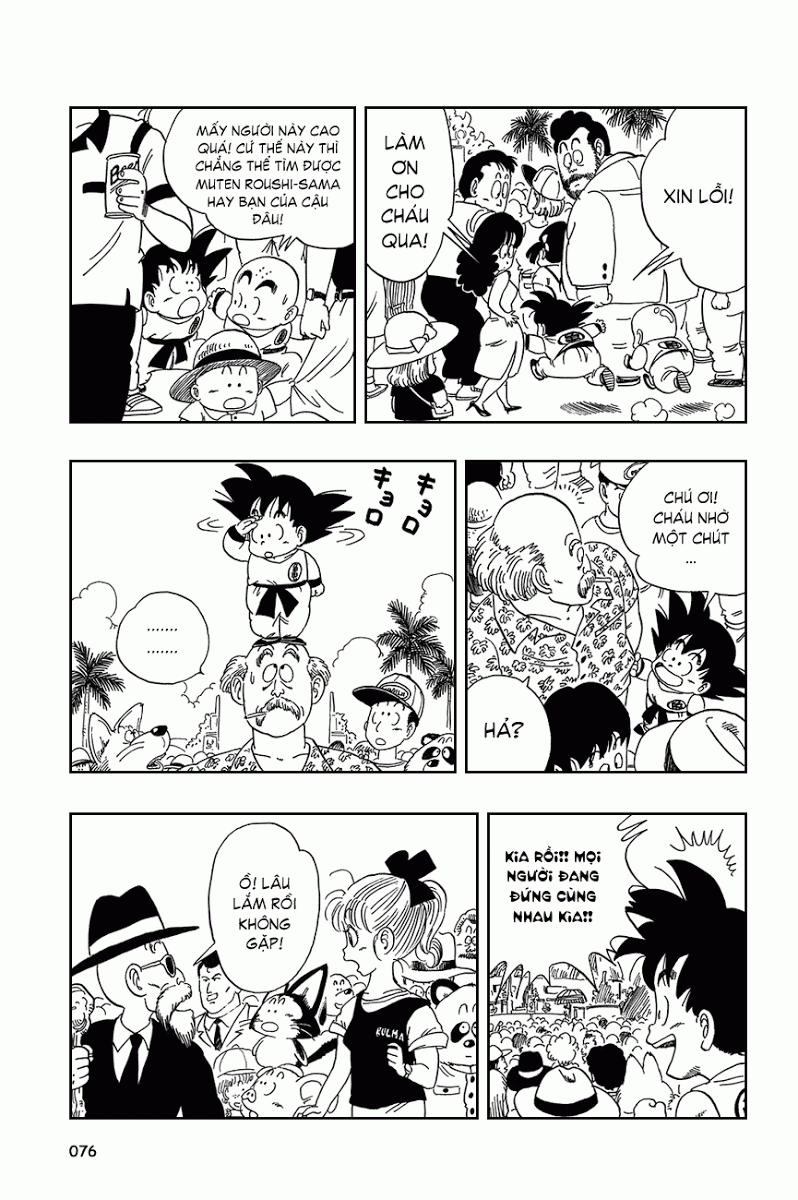 XIN LỖI!
LÀM
ƠN
CHO
CHÁU
QUA!
MẤY NGƯỜI NÀY CAO
QUÁ! CỨ THẾ NÀY THÌ
CHẲNG THỂ TÌM ĐƯỢC
MUTEN ROUSHI-SAMA
HAY BẠN CỦA CẬU
ĐÂU!
CHÚ ƠI!
CHÁU NHỜ
MỘT CHÚT
...
HẢ?
キョロ
キョロ
........
.......
KIA RỒI!! MỌI
NGƯỜI ĐANG
ĐỨNG CÙNG
NHAU KIA!!
Ồ! LÂU
LẮM RỒI
KHÔNG
GẶP!
BULMA
076